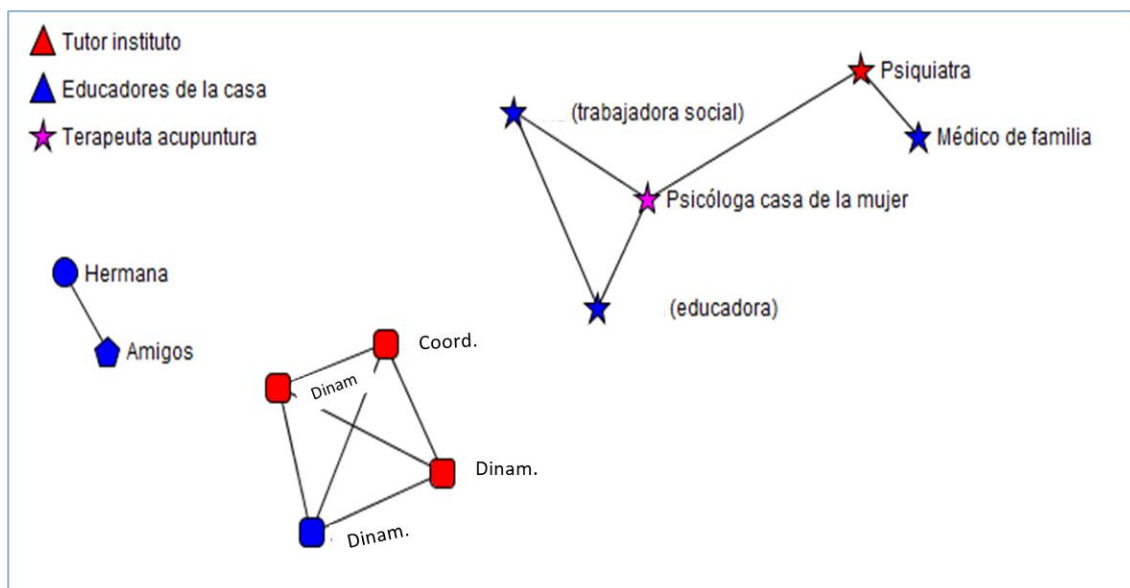 Tutor instituto
Educadores de la casa
Terapeuta acupuntura
Psiquiatra
(trabajadora social)
Médico de familia
Psicóloga casa de la mujer
Hermana
(educadora)
Amigos
Coord.
Dinam
Dinam.
Dinam.